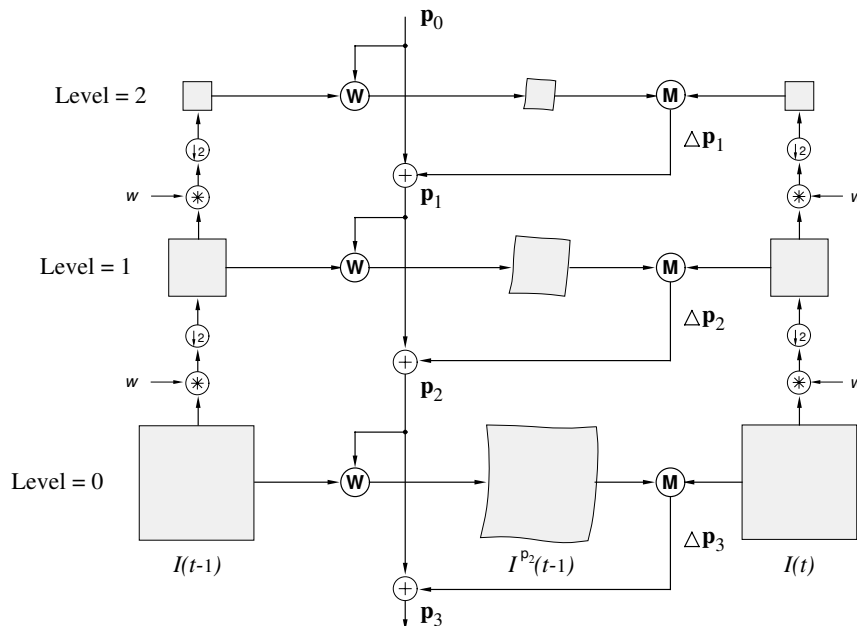 p0
Level = 2
W
M
↓2
↓2
△p1
w
*
+
*
w
p1
Level = 1
W
M
↓2
↓2
△p2
w
*
+
*
w
p2
Level = 0
W
M
△p3
I(t-1)
I^p2(t-1)
I(t)
+
p3